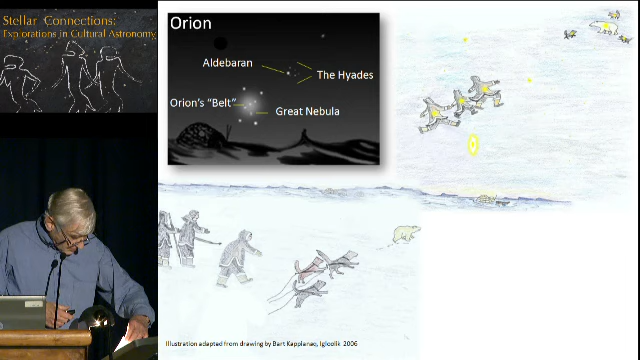 Stellar Connections:
Explorations in Cultural Astronomy
Orion
Aldebaran
The Hyades
Orion's "Belt"
Great Nebula
Illustration adapted from drawing by Bart Kapplanaq, Igloolik 2006